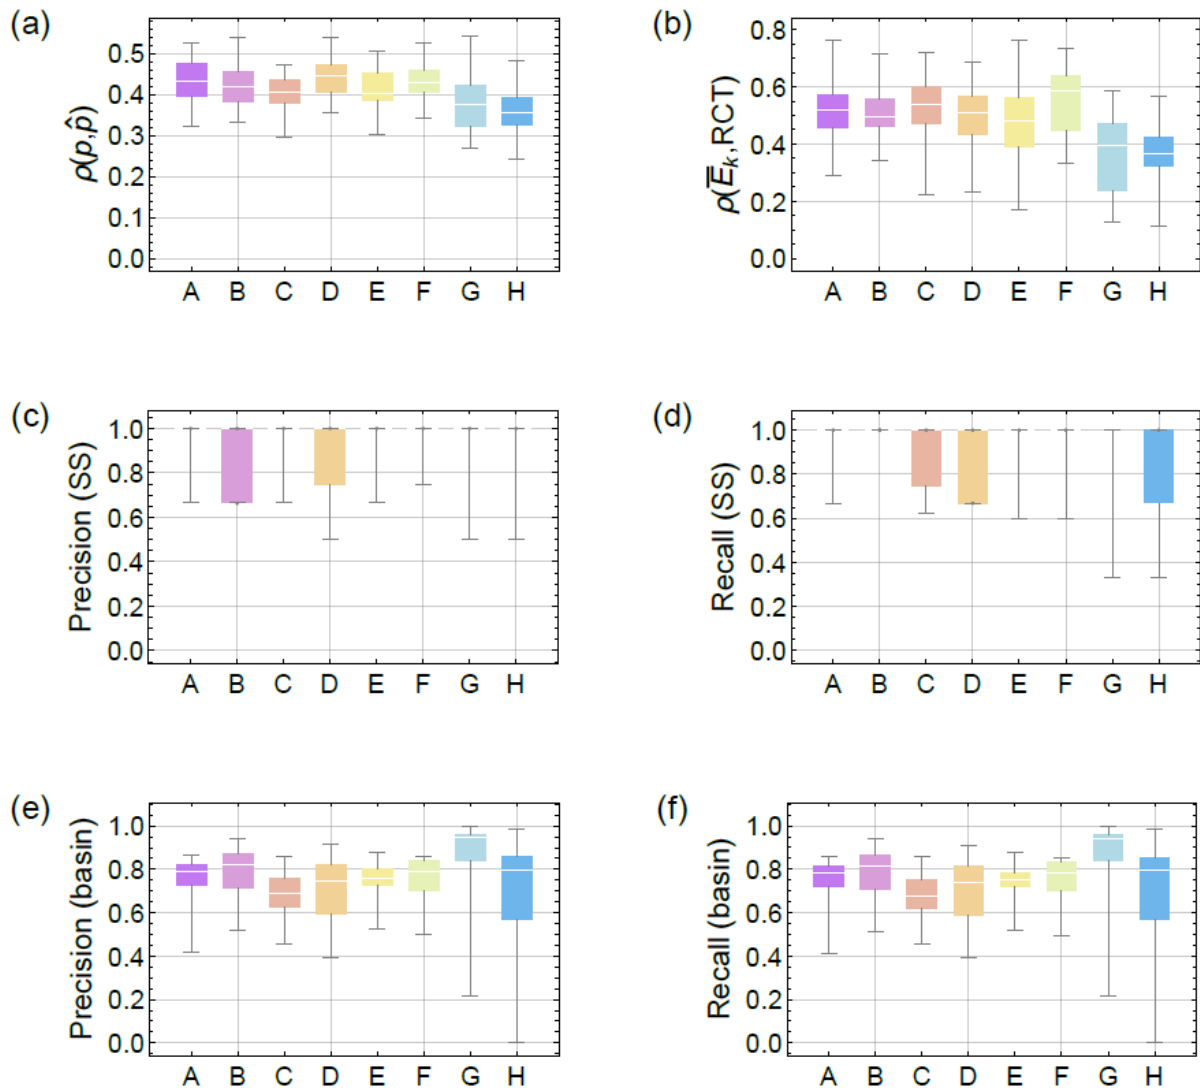 (a)
ρ(p,p̂)
0.5
0.4
0.3
0.2
0.1
0.0
A B C D E F G H
(b)
ρ(E̅ₖ,RCT)
0.8
0.6
0.4
0.2
0.0
A B C D E F G H
(c)
Precision (SS)
1.0
0.8
0.6
0.4
0.2
0.0
A B C D E F G H
(d)
Recall (SS)
1.0
0.8
0.6
0.4
0.2
0.0
A B C D E F G H
(e)
Precision (basin)
1.0
0.8
0.6
0.4
0.2
0.0
A B C D E F G H
(f)
Recall (basin)
1.0
0.8
0.6
0.4
0.2
0.0
A B C D E F G H